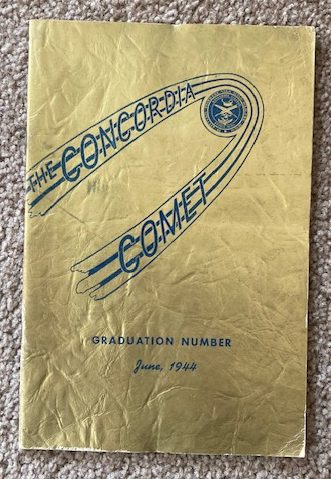 THE CONCORDIA
COMET
GRADUATION NUMBER
June, 1944